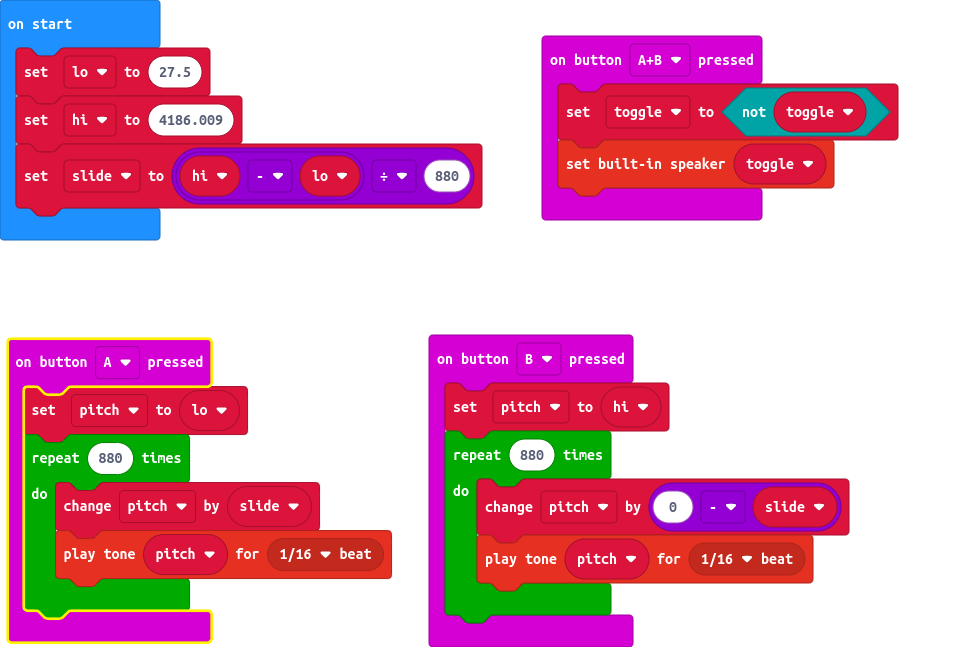 on start
set lo to 27.5
set hi to 4186.009
set slide to hi - lo ÷ 880
on button A+B pressed
set toggle to not toggle
set built-in speaker toggle
on button A pressed
set pitch to lo
repeat 880 times
do
change pitch by slide
play tone pitch for 1/16 beat
on button B pressed
set pitch to hi
repeat 880 times
do
change pitch by 0 - slide
play tone pitch for 1/16 beat